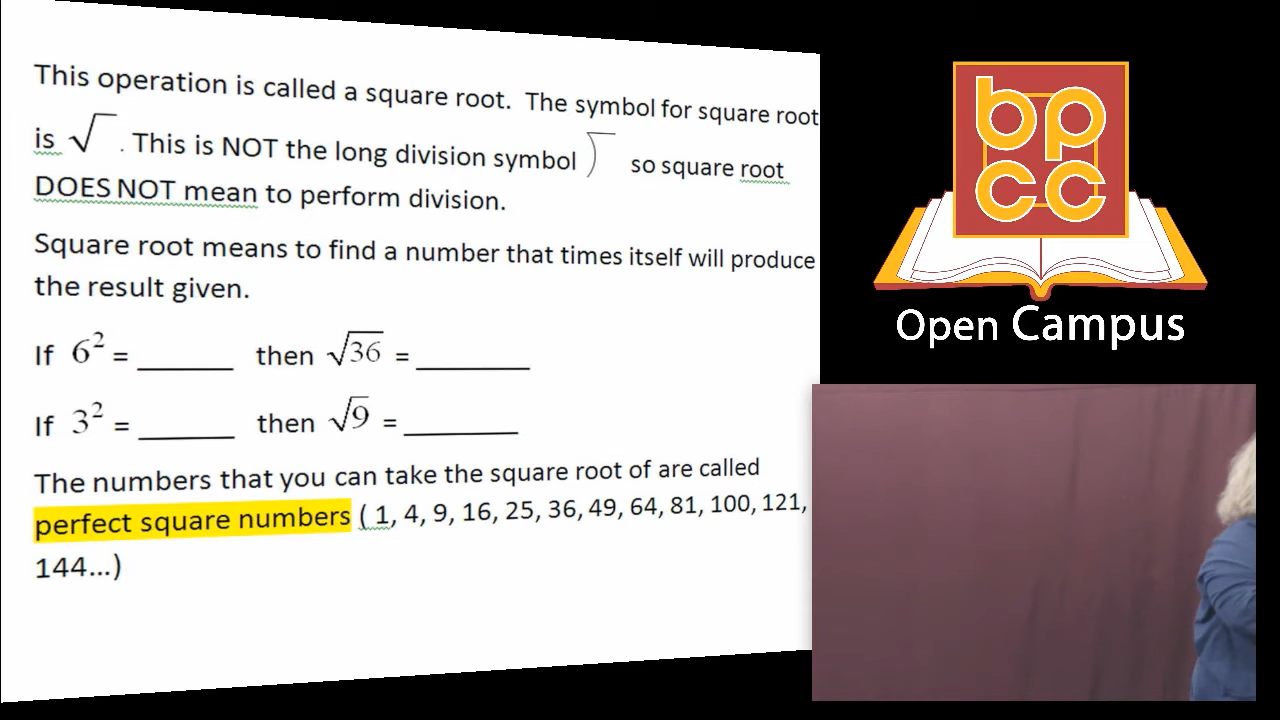 This operation is called a square root. The symbol for square root
is √ . This is NOT the long division symbol ⟌ so square root
DOES NOT mean to perform division.
Square root means to find a number that times itself will produce
the result given.
If 6² = ________ then √36 = _________
If 3² = ________ then √9 = _________
The numbers that you can take the square root of are called
perfect square numbers ( 1, 4, 9, 16, 25, 36, 49, 64, 81, 100, 121,
144...)
bp
cc
Open Campus